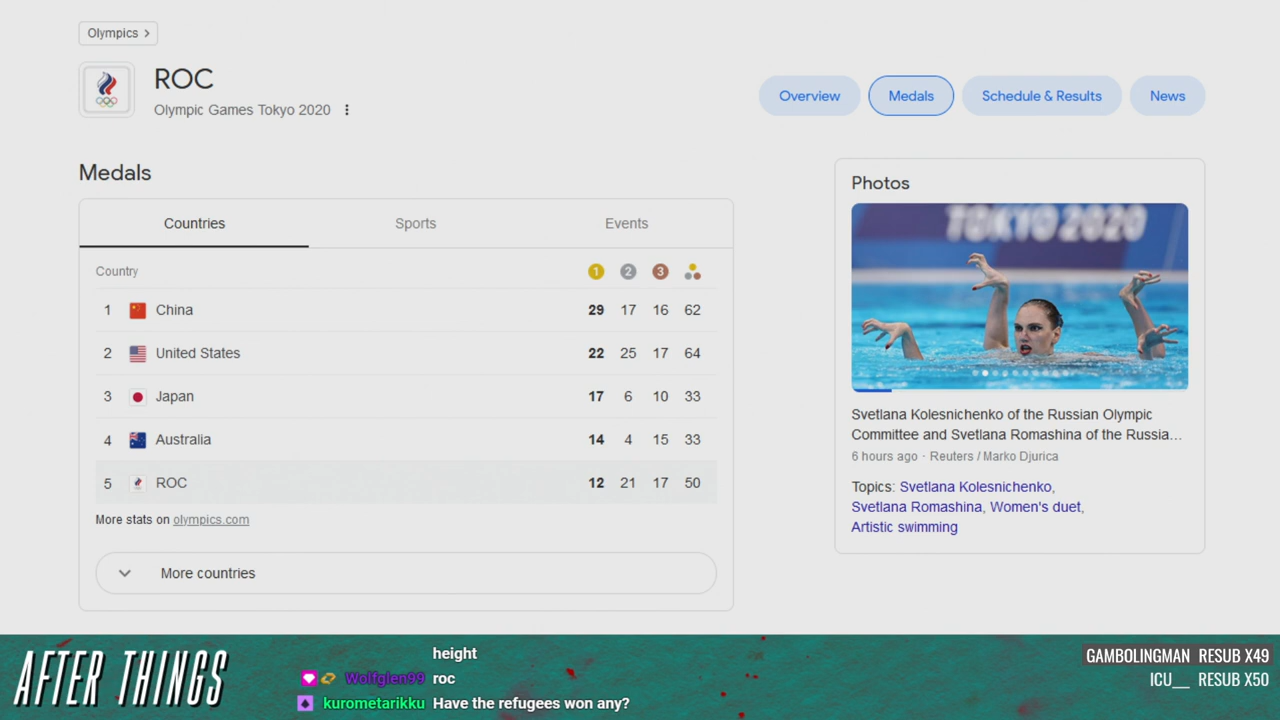 Olympics >
ROC
Olympic Games Tokyo 2020
Overview Medals Schedule & Results News
Medals
Countries Sports Events
Country 1 2 3
1 China 29 17 16 62
2 United States 22 25 17 64
3 Japan 17 6 10 33
4 Australia 14 4 15 33
5 ROC 12 21 17 50
More stats on olympics.com
More countries
Photos
TOKYO 2020
Svetlana Kolesnichenko of the Russian Olympic
Committee and Svetlana Romashina of the Russia...
6 hours ago · Reuters / Marko Djurica
Topics: Svetlana Kolesnichenko,
Svetlana Romashina, Women's duet,
Artistic swimming
AFTER THINGS
height
Wolfglen99 roc
kurometarikku Have the refugees won any?
GAMBOLINGMAN RESUB X49
ICU__ RESUB X50